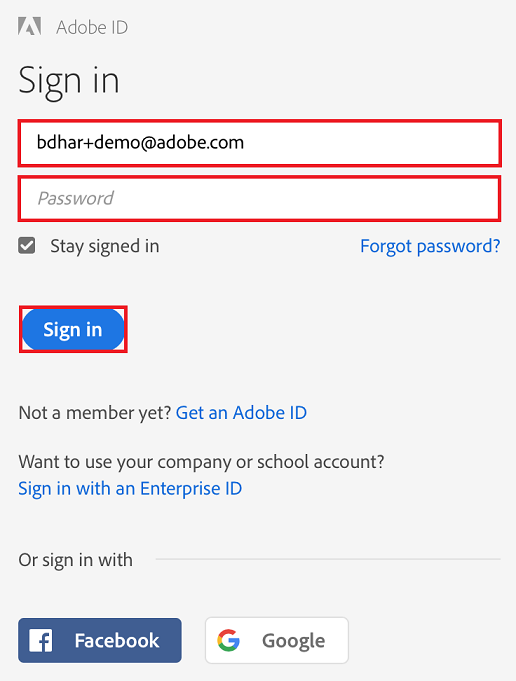 Adobe ID
Sign in
bdhar+demo@adobe.com
Password
Stay signed in Forgot password?
Sign in
Not a member yet? Get an Adobe ID
Want to use your company or school account?
Sign in with an Enterprise ID
Or sign in with
Facebook Google